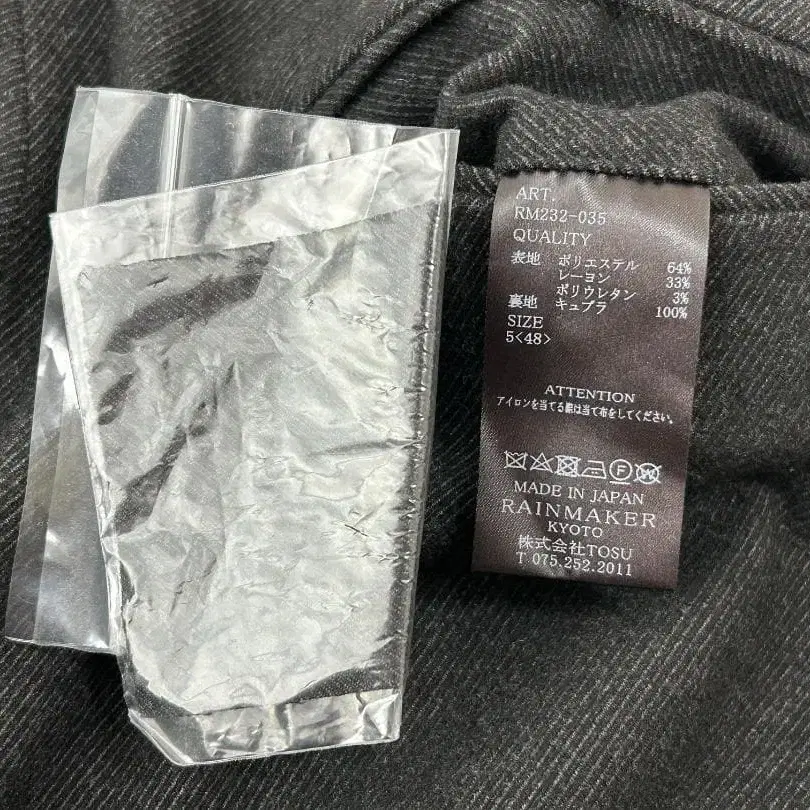 ART.
RM232-035
QUALITY
表地 ポリエステル 64%
レーヨン 33%
ポリウレタン 3%
裏地 キュプラ 100%
SIZE
5<48>
ATTENTION
アイロンを当てる際は当て布をしてください。
MADE IN JAPAN
RAINMAKER
KYOTO
株式会社TOSU
T 075.252.2011